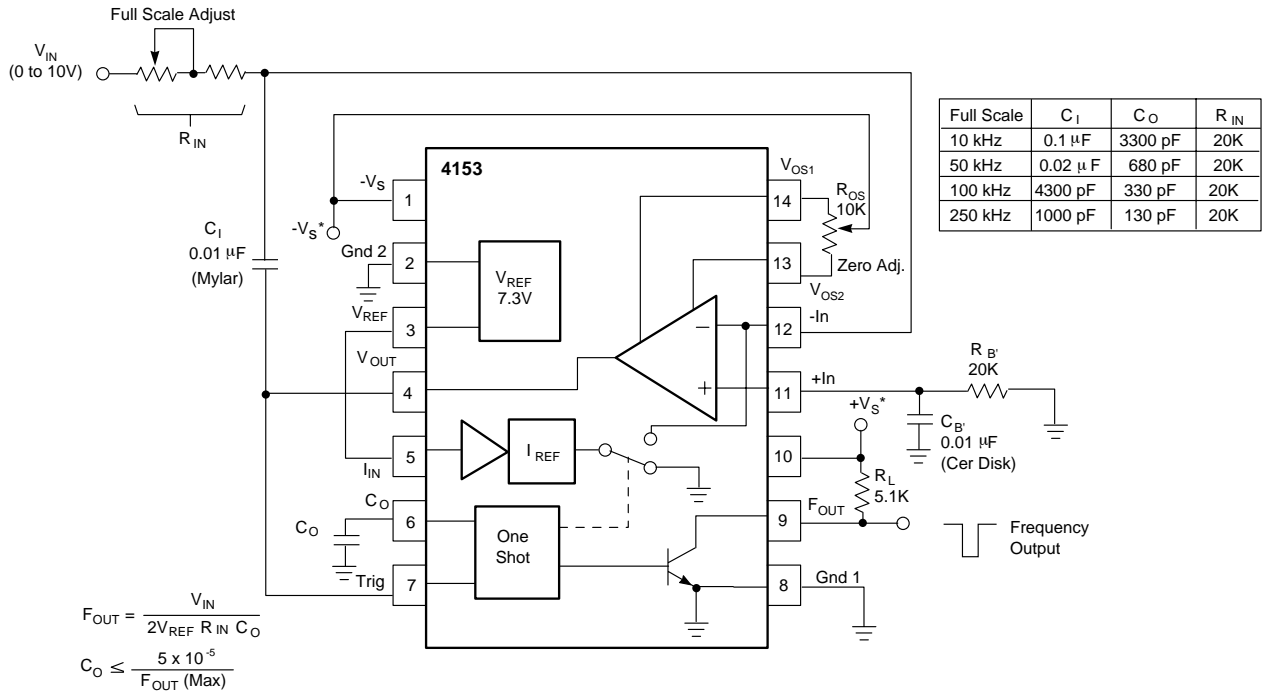 Full Scale Adjust
V_IN
(0 to 10V)
R_IN
Full Scale C_I C_O R_IN
10 kHz 0.1 µF 3300 pF 20K
50 kHz 0.02 µF 680 pF 20K
100 kHz 4300 pF 330 pF 20K
250 kHz 1000 pF 130 pF 20K
4153
-V_S
1
-V_S*
C_I
0.01 µF
(Mylar)
Gnd 2
2
V_REF
7.3V
V_REF
3
V_OUT
4
I_IN
5
I_REF
C_O
6
C_O
One
Shot
Trig
7
V_OS1
14
R_OS
10K
13
Zero Adj.
V_OS2
-In
12
−
+
+In
11
R_B'
20K
C_B'
0.01 µF
(Cer Disk)
+V_S*
10
R_L
5.1K
F_OUT
9
Frequency
Output
8
Gnd 1
F_OUT = V_IN / 2V_REF R_IN C_O
C_O ≤ 5 x 10^-5 / F_OUT (Max)